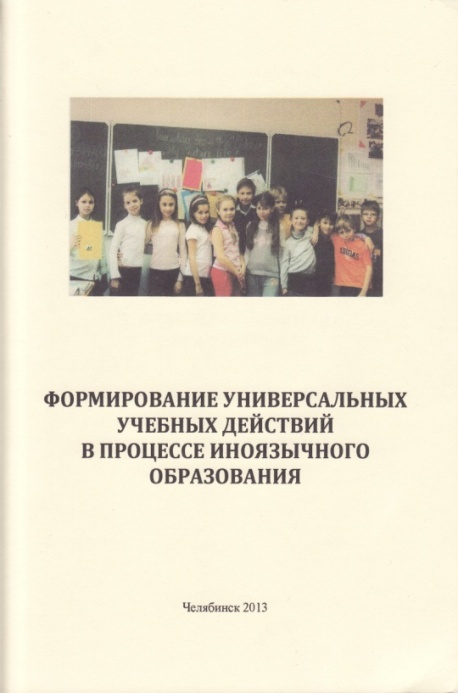 ФОРМИРОВАНИЕ УНИВЕРСАЛЬНЫХ
УЧЕБНЫХ ДЕЙСТВИЙ
В ПРОЦЕССЕ ИНОЯЗЫЧНОГО
ОБРАЗОВАНИЯ
Челябинск 2013